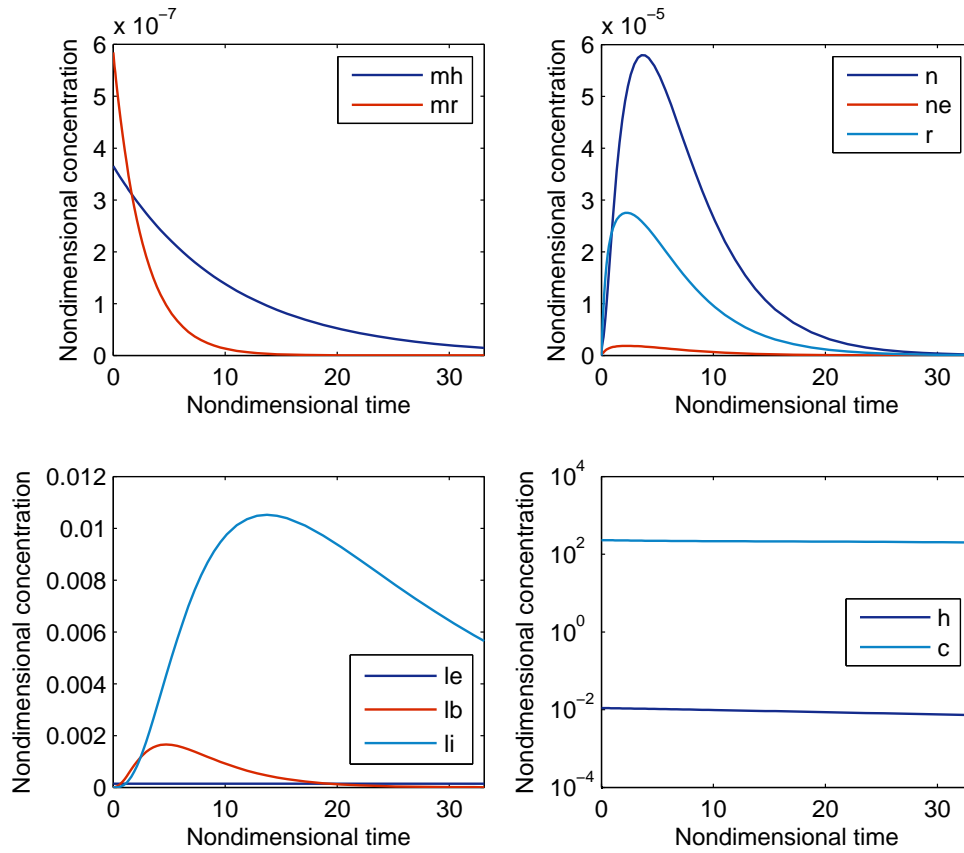 x 10−7
6
5
4
3
2
1
0
0 10 20 30
Nondimensional concentration
Nondimensional time
mh
mr
x 10−5
6
5
4
3
2
1
0
0 10 20 30
Nondimensional concentration
Nondimensional time
n
ne
r
0.012
0.01
0.008
0.006
0.004
0.002
0
0 10 20 30
Nondimensional concentration
Nondimensional time
le
lb
li
10^4
10^2
10^0
10^−2
10^−4
0 10 20 30
Nondimensional concentration
Nondimensional time
h
c